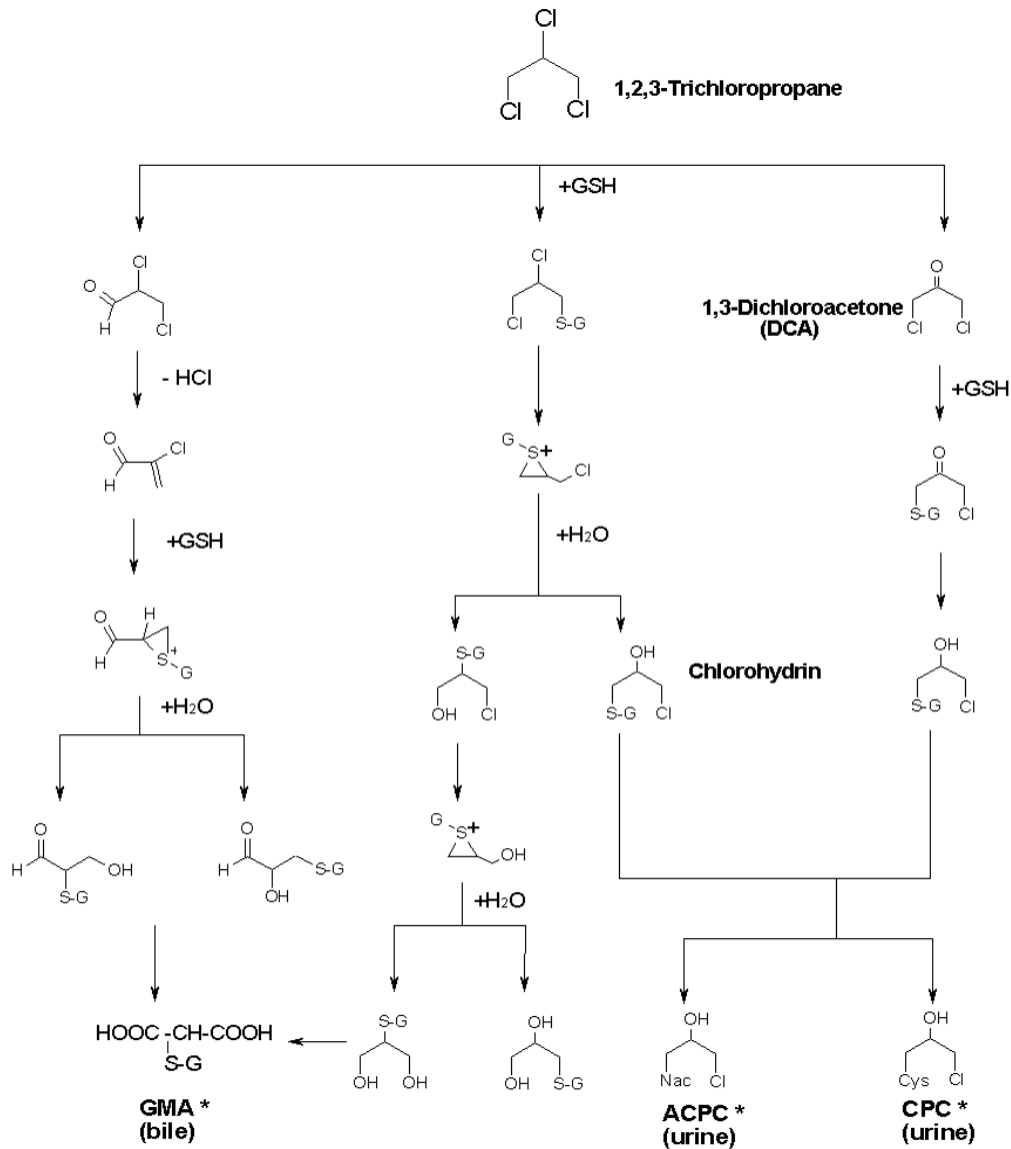 Cl
1,2,3-Trichloropropane
Cl
Cl
+GSH
Cl
O
H
Cl
Cl
Cl
S-G
O
1,3-Dichloroacetone
(DCA)
Cl
Cl
- HCl
+GSH
O
Cl
H
G
S+
Cl
O
S-G
Cl
+GSH
+H2O
O
H
H
S+
G
S-G
OH
Cl
OH
S-G
Cl
Chlorohydrin
OH
S-G
Cl
+H2O
O
H
OH
S-G
O
H
S-G
OH
G
S+
OH
+H2O
HOOC-CH-COOH
S-G
GMA *
(bile)
S-G
OH
OH
OH
OH
S-G
OH
Nac
Cl
ACPC *
(urine)
OH
Cys
Cl
CPC *
(urine)